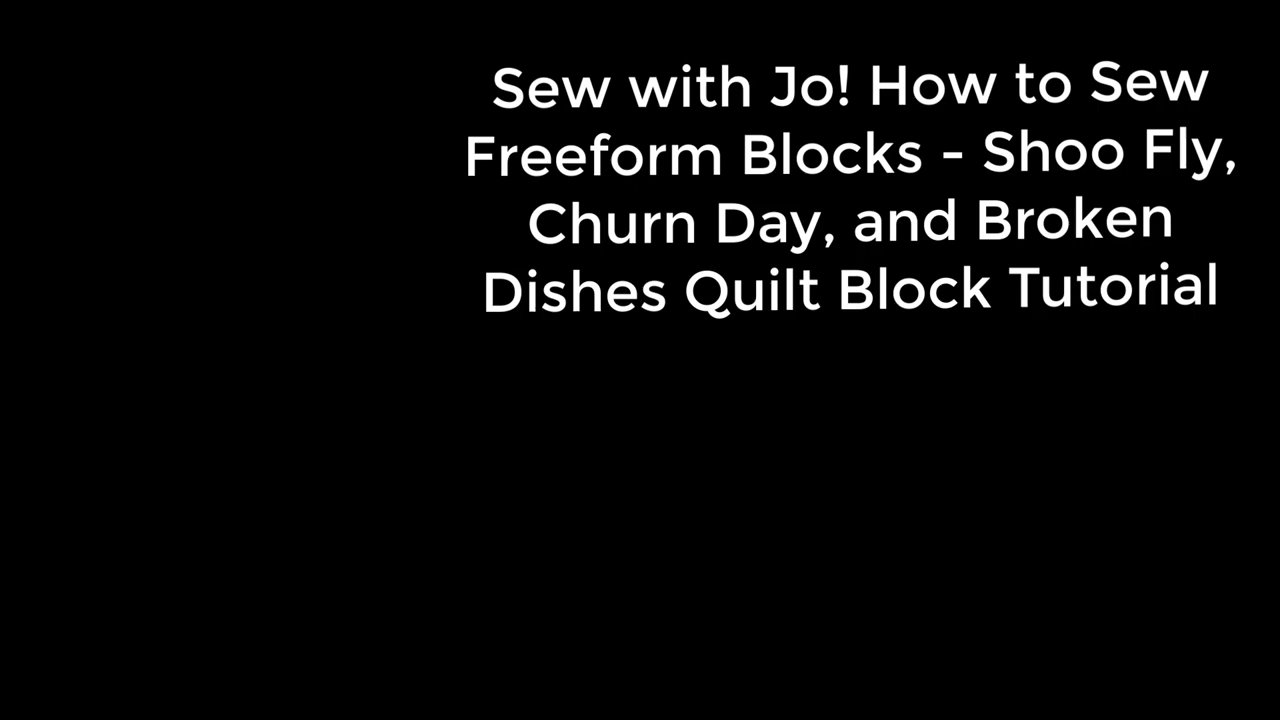 Sew with Jo! How to Sew
Freeform Blocks - Shoo Fly,
Churn Day, and Broken
Dishes Quilt Block Tutorial